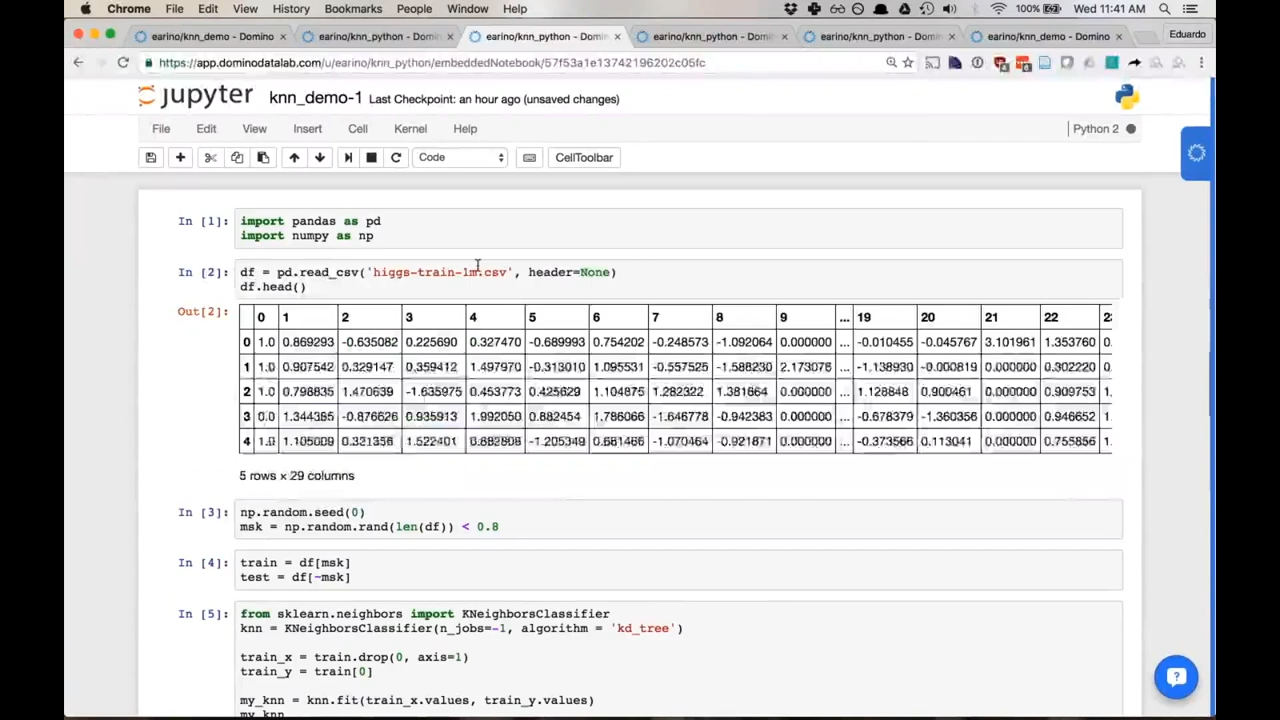 Chrome File Edit View History Bookmarks People Window Help 100% Wed 11:41 AM
earino/knn_demo - Domino earino/knn_python - Domin earino/knn_python - Domin earino/knn_python - Domin earino/knn_python - Domin earino/knn_demo - Domino Eduardo
https://app.dominodatalab.com/u/earino/knn_python/embeddedNotebook/57f53a1e13742196202c05fc
jupyter knn_demo-1 Last Checkpoint: an hour ago (unsaved changes)
File Edit View Insert Cell Kernel Help Python 2
Code CellToolbar
In [1]: import pandas as pd
import numpy as np
In [2]: df = pd.read_csv('higgs-train-1m.csv', header=None)
df.head()
Out[2]:
0 1 2 3 4 5 6 7 8 9 ... 19 20 21 22 23
0 1.0 0.869293 -0.635082 0.225690 0.327470 -0.689993 0.754202 -0.248573 -1.092064 0.000000 ... -0.010455 -0.045767 3.101961 1.353760 0.
1 1.0 0.907542 0.329147 0.359412 1.497970 -0.313010 1.095531 -0.557525 -1.588230 2.173076 ... -1.138930 -0.000819 0.000000 0.302220 0.
2 1.0 0.798835 1.470639 -1.635975 0.453773 0.425629 1.104875 1.282322 1.381664 0.000000 ... 1.128848 0.900461 0.000000 0.909753 1.
3 0.0 1.344385 -0.876626 0.935913 1.992050 0.882454 1.786066 -1.646778 -0.942383 0.000000 ... -0.678379 -1.360356 0.000000 0.946652 1.
4 1.0 1.105009 0.321356 1.522401 0.882808 -1.205349 0.681466 -1.070464 -0.921871 0.000000 ... -0.373566 0.113041 0.000000 0.755856 1.
5 rows × 29 columns
In [3]: np.random.seed(0)
msk = np.random.rand(len(df)) < 0.8
In [4]: train = df[msk]
test = df[~msk]
In [5]: from sklearn.neighbors import KNeighborsClassifier
knn = KNeighborsClassifier(n_jobs=-1, algorithm = 'kd_tree')
train_x = train.drop(0, axis=1)
train_y = train[0]
my_knn = knn.fit(train_x.values, train_y.values)
my_knn